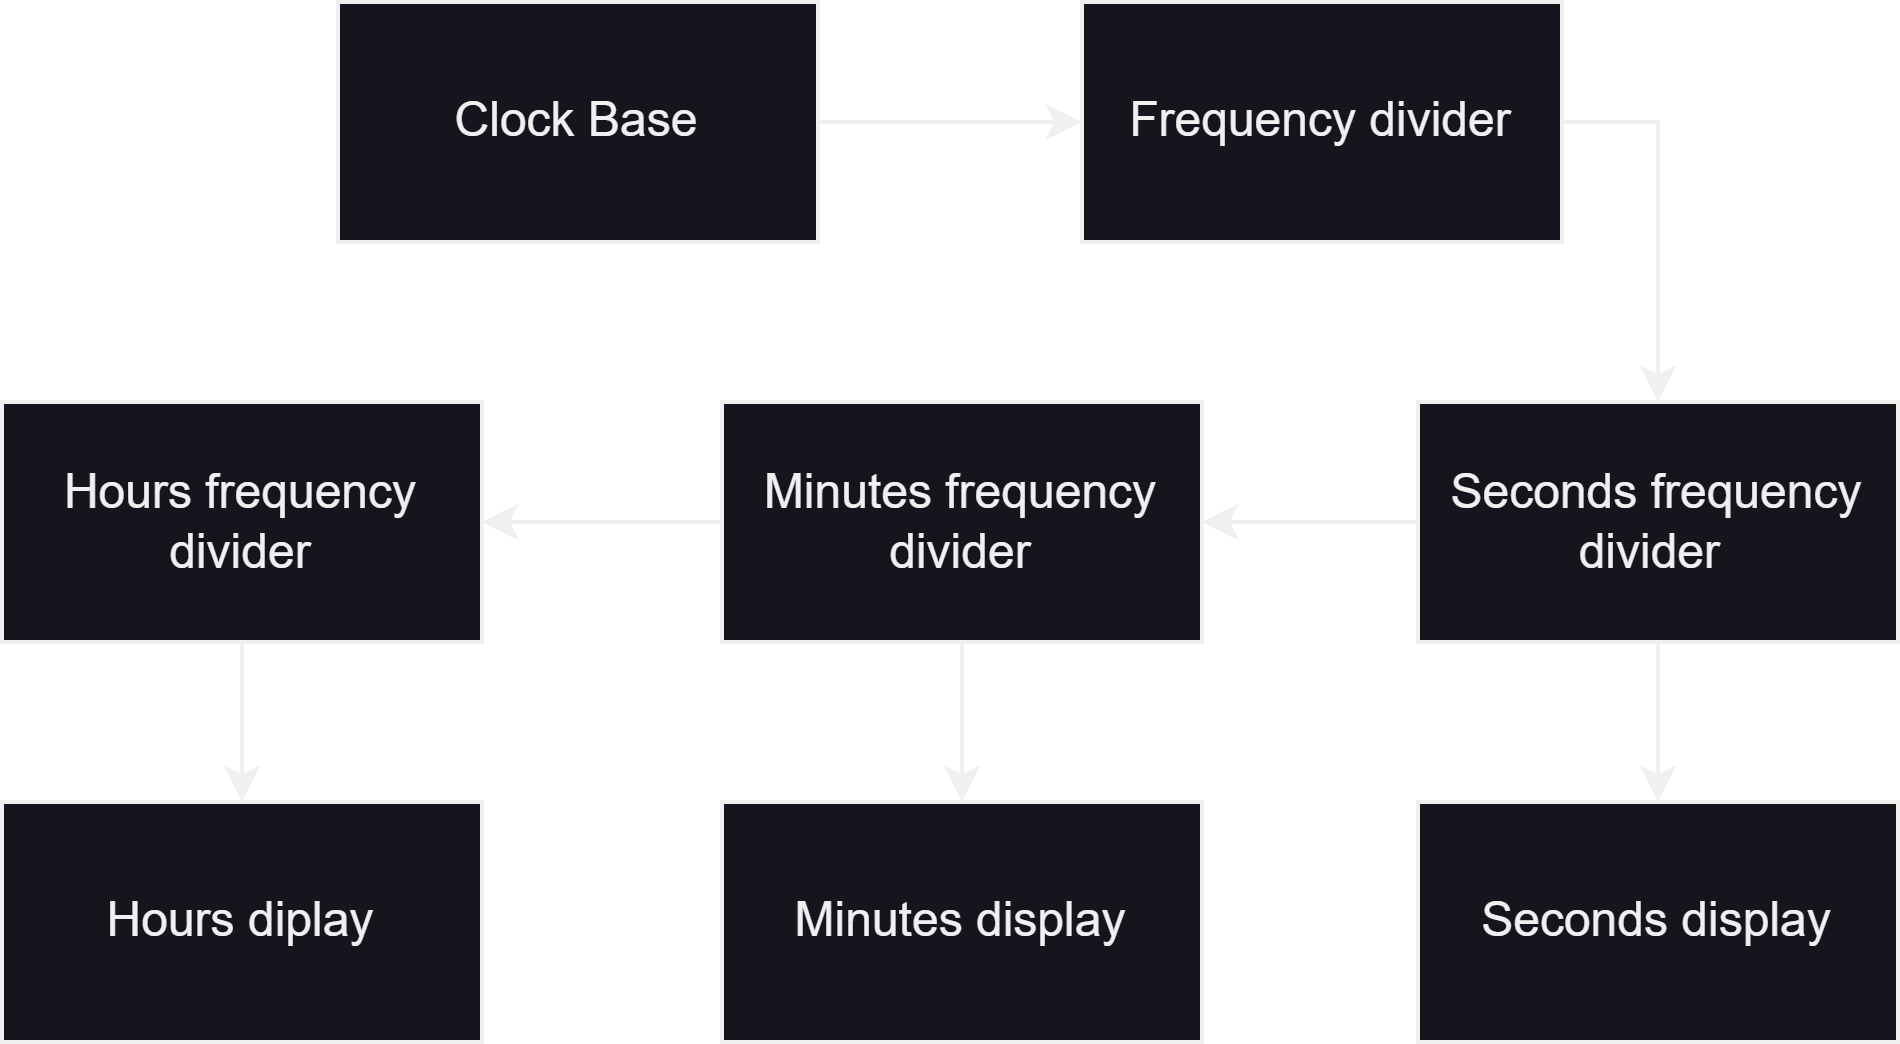 Clock Base
Frequency divider
Hours frequency
divider
Minutes frequency
divider
Seconds frequency
divider
Hours diplay
Minutes display
Seconds display